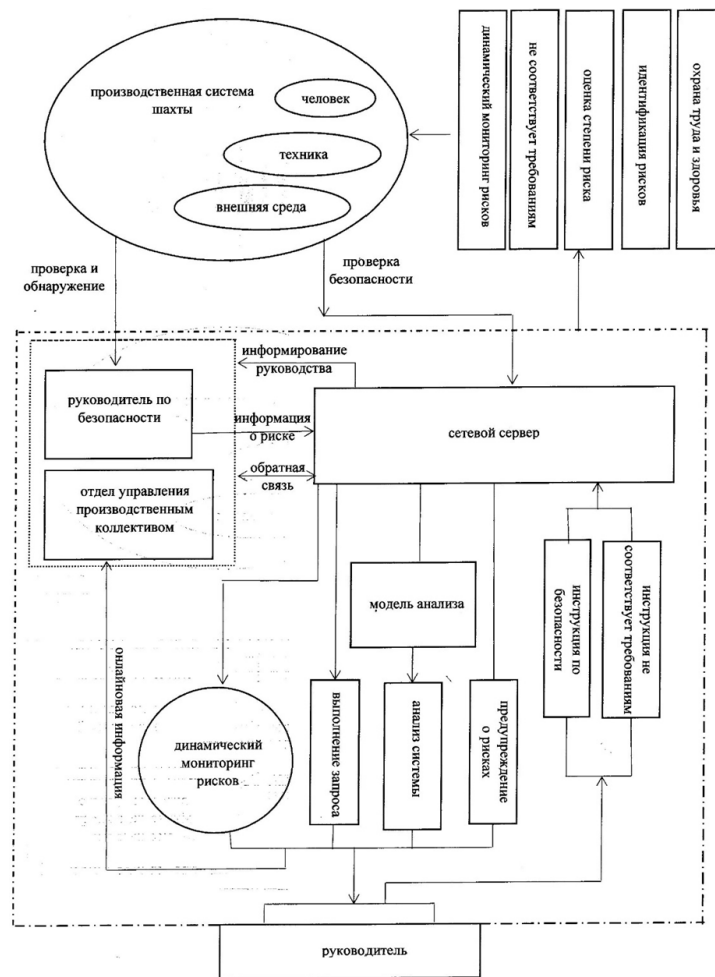 производственная система
шахты
человек
техника
внешняя среда
динамический мониторинг рисков
не соответствует требованиям
оценка степени риска
идентификация рисков
охрана труда и здоровья
проверка и
обнаружение
проверка
безопасности
информирование
руководства
руководитель по
безопасности
информация
о риске
сетевой сервер
обратная
связь
отдел управления
производственным
коллективом
модель анализа
инструкция по
безопасности
инструкция не
соответствует требованиям
онлайновая информация
динамический
мониторинг
рисков
выполнение запроса
анализ системы
предупреждение
о рисках
руководитель